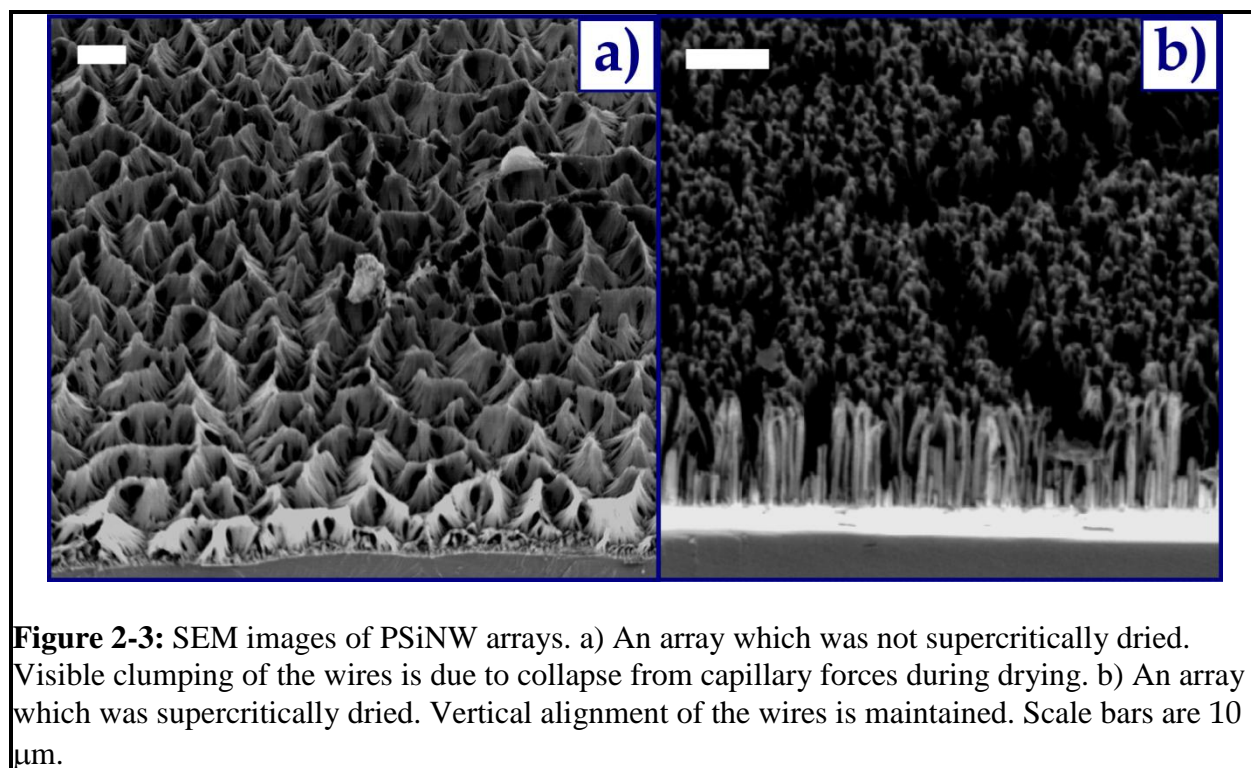 a)
b)
Figure 2-3: SEM images of PSiNW arrays. a) An array which was not supercritically dried.
Visible clumping of the wires is due to collapse from capillary forces during drying. b) An array
which was supercritically dried. Vertical alignment of the wires is maintained. Scale bars are 10
μm.